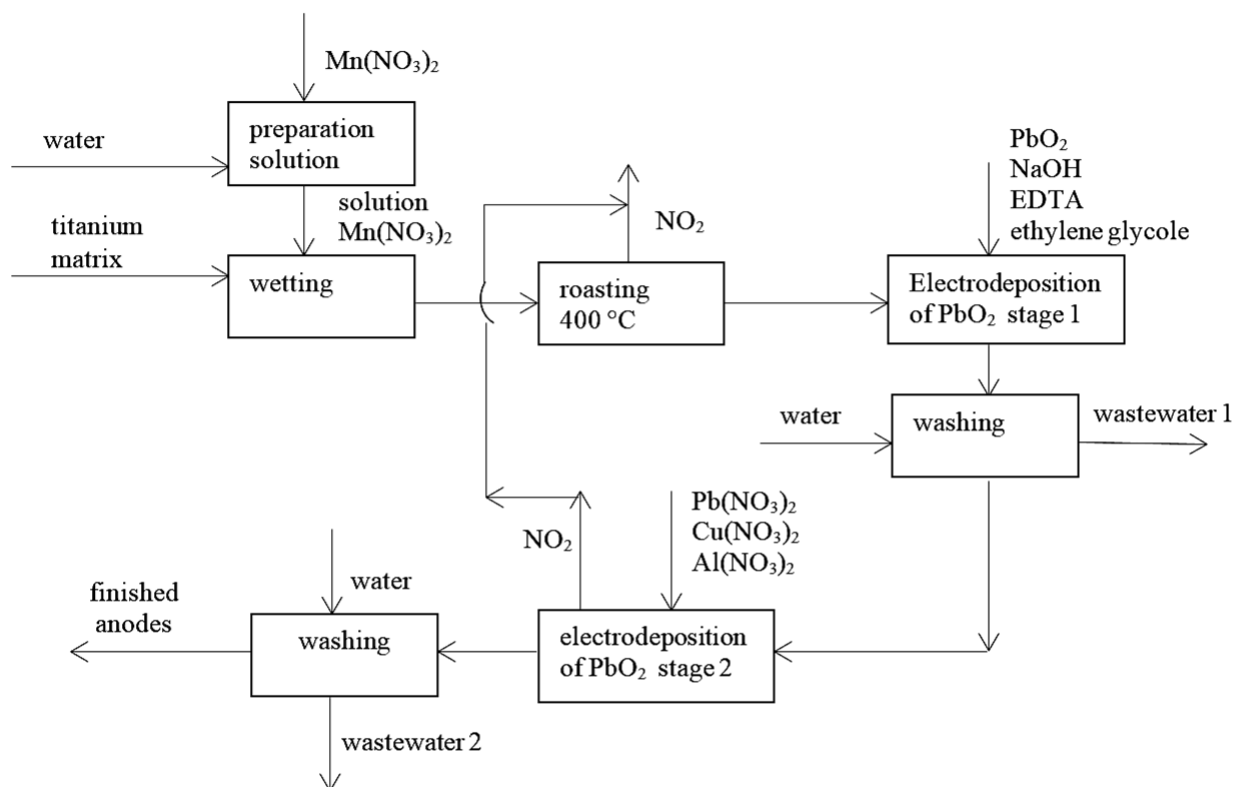 Mn(NO₃)₂
water
preparation
solution
solution
Mn(NO₃)₂
titanium
matrix
wetting
NO₂
roasting
400 °C
PbO₂
NaOH
EDTA
ethylene glycole
Electrodeposition
of PbO₂ stage 1
water
washing
wastewater 1
Pb(NO₃)₂
Cu(NO₃)₂
Al(NO₃)₂
NO₂
electrodeposition
of PbO₂ stage 2
water
washing
finished
anodes
wastewater 2